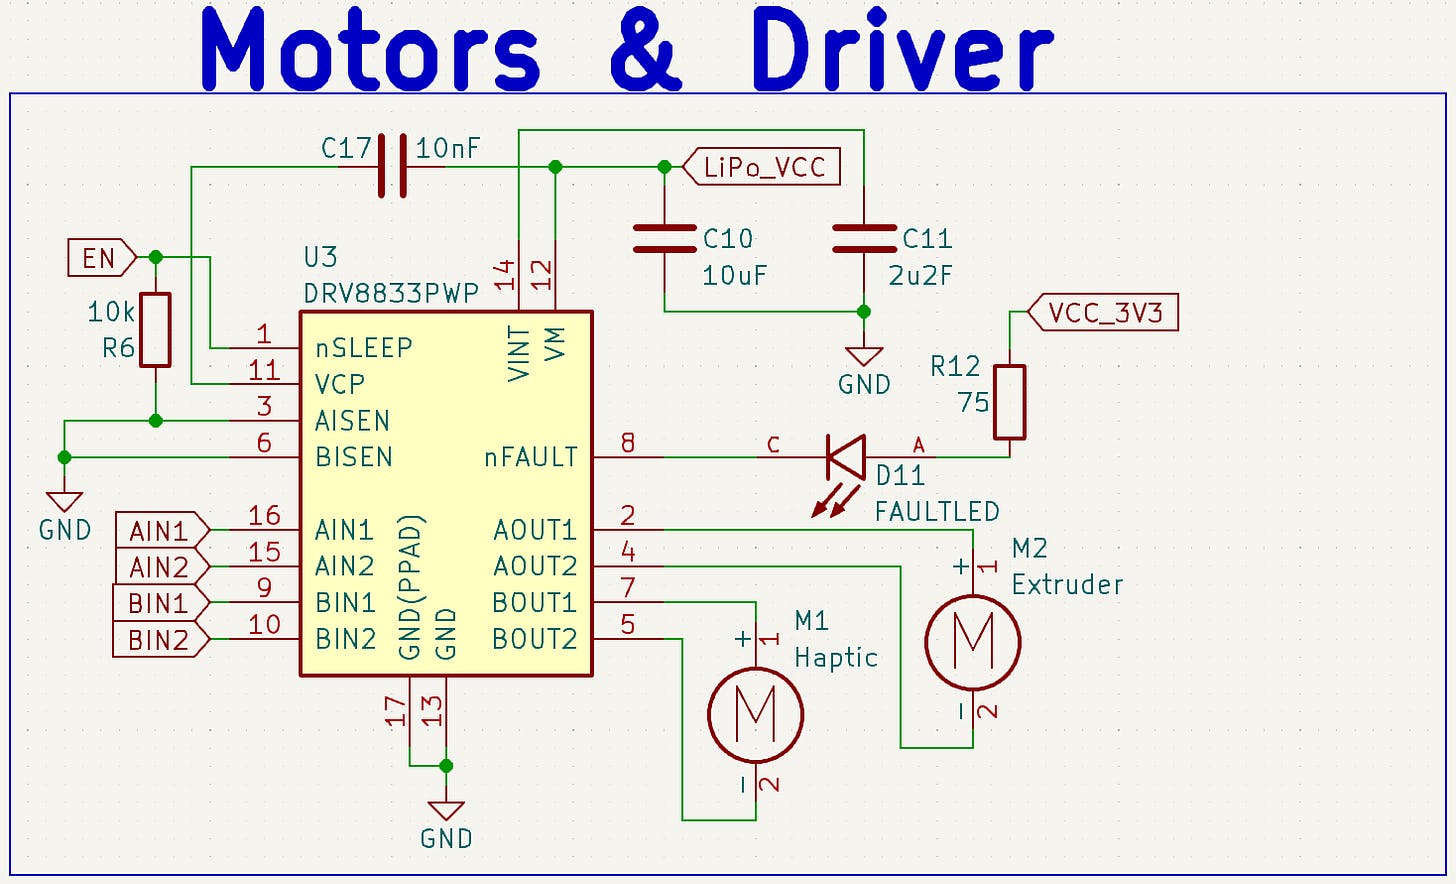 Motors & Driver
C17 10nF
LiPo_VCC
EN
U3
DRV8833PWP
14 12
C10
10uF
C11
2u2F
10k
R6
VCC_3V3
GND
R12
75
1 nSLEEP
11 VCP
3 AISEN
6 BISEN
VINT VM
nFAULT 8
C A
D11
FAULTLED
GND
AIN1 16 AIN1
AIN2 15 AIN2
BIN1 9 BIN1
BIN2 10 BIN2
GND(PPAD) GND
AOUT1 2
AOUT2 4
BOUT1 7
BOUT2 5
M2
Extruder
+ 1
M
- 2
M1
Haptic
+ 1
M
- 2
17 13
GND